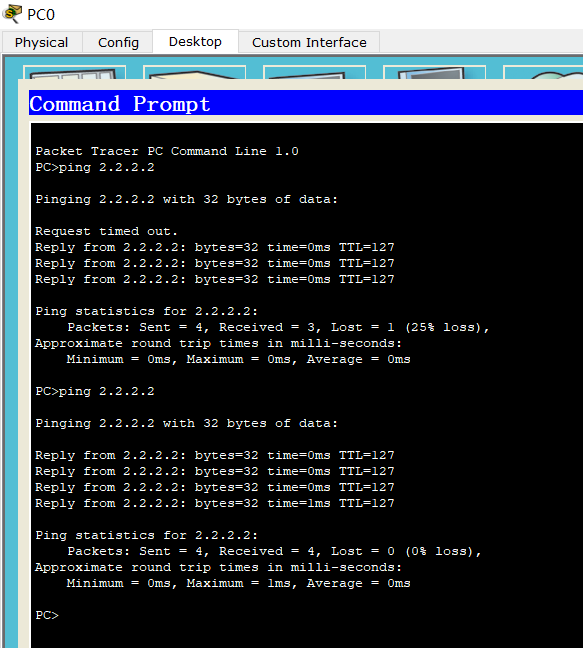 PC0
Physical Config Desktop Custom Interface
Command Prompt
Packet Tracer PC Command Line 1.0
PC>ping 2.2.2.2
Pinging 2.2.2.2 with 32 bytes of data:
Request timed out.
Reply from 2.2.2.2: bytes=32 time=0ms TTL=127
Reply from 2.2.2.2: bytes=32 time=0ms TTL=127
Reply from 2.2.2.2: bytes=32 time=0ms TTL=127
Ping statistics for 2.2.2.2:
    Packets: Sent = 4, Received = 3, Lost = 1 (25% loss),
Approximate round trip times in milli-seconds:
    Minimum = 0ms, Maximum = 0ms, Average = 0ms
PC>ping 2.2.2.2
Pinging 2.2.2.2 with 32 bytes of data:
Reply from 2.2.2.2: bytes=32 time=0ms TTL=127
Reply from 2.2.2.2: bytes=32 time=0ms TTL=127
Reply from 2.2.2.2: bytes=32 time=0ms TTL=127
Reply from 2.2.2.2: bytes=32 time=1ms TTL=127
Ping statistics for 2.2.2.2:
    Packets: Sent = 4, Received = 4, Lost = 0 (0% loss),
Approximate round trip times in milli-seconds:
    Minimum = 0ms, Maximum = 1ms, Average = 0ms
PC>